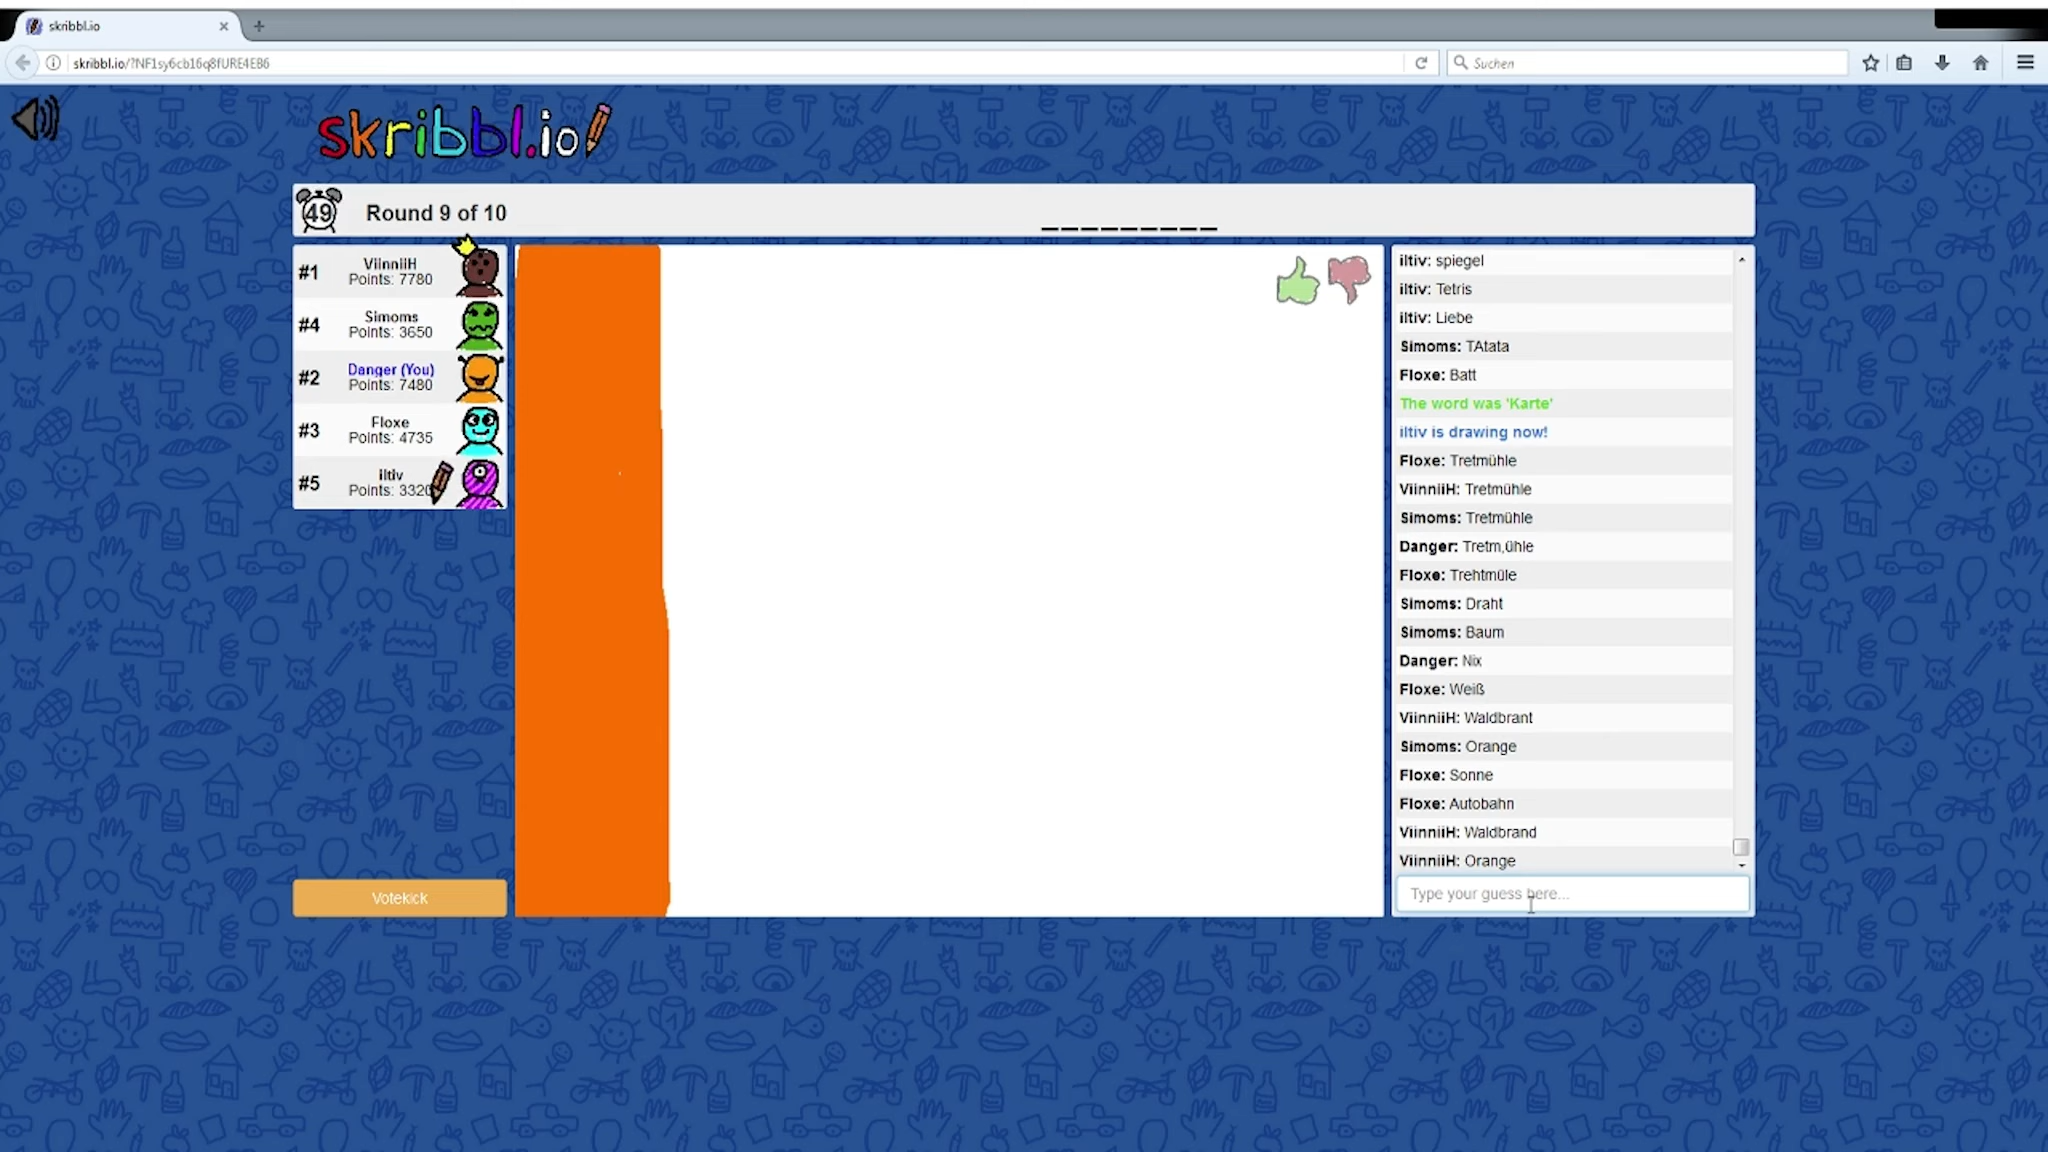 skribbl.io
skribbl.io/?NF1sy6cb16q8fURE4EB6
Suchen
skribbl.io
49
Round 9 of 10
_________
#1
ViinniiH
Points: 7780
#4
Simoms
Points: 3650
#2
Danger (You)
Points: 7480
#3
Floxe
Points: 4735
#5
iltiv
Points: 3320
Votekick
iltiv: spiegel
iltiv: Tetris
iltiv: Liebe
Simoms: TAtata
Floxe: Batt
The word was 'Karte'
iltiv is drawing now!
Floxe: Tretmühle
ViinniiH: Tretmühle
Simoms: Tretmühle
Danger: Tretm,ühle
Floxe: Trehtmüle
Simoms: Draht
Simoms: Baum
Danger: Nix
Floxe: Weiß
ViinniiH: Waldbrant
Simoms: Orange
Floxe: Sonne
Floxe: Autobahn
ViinniiH: Waldbrand
ViinniiH: Orange
Type your guess here...